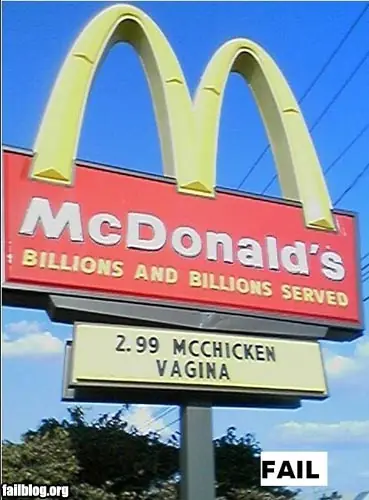 McDonald's
BILLIONS AND BILLIONS SERVED
2.99 MCCHICKEN
VAGINA
FAIL
failblog.org